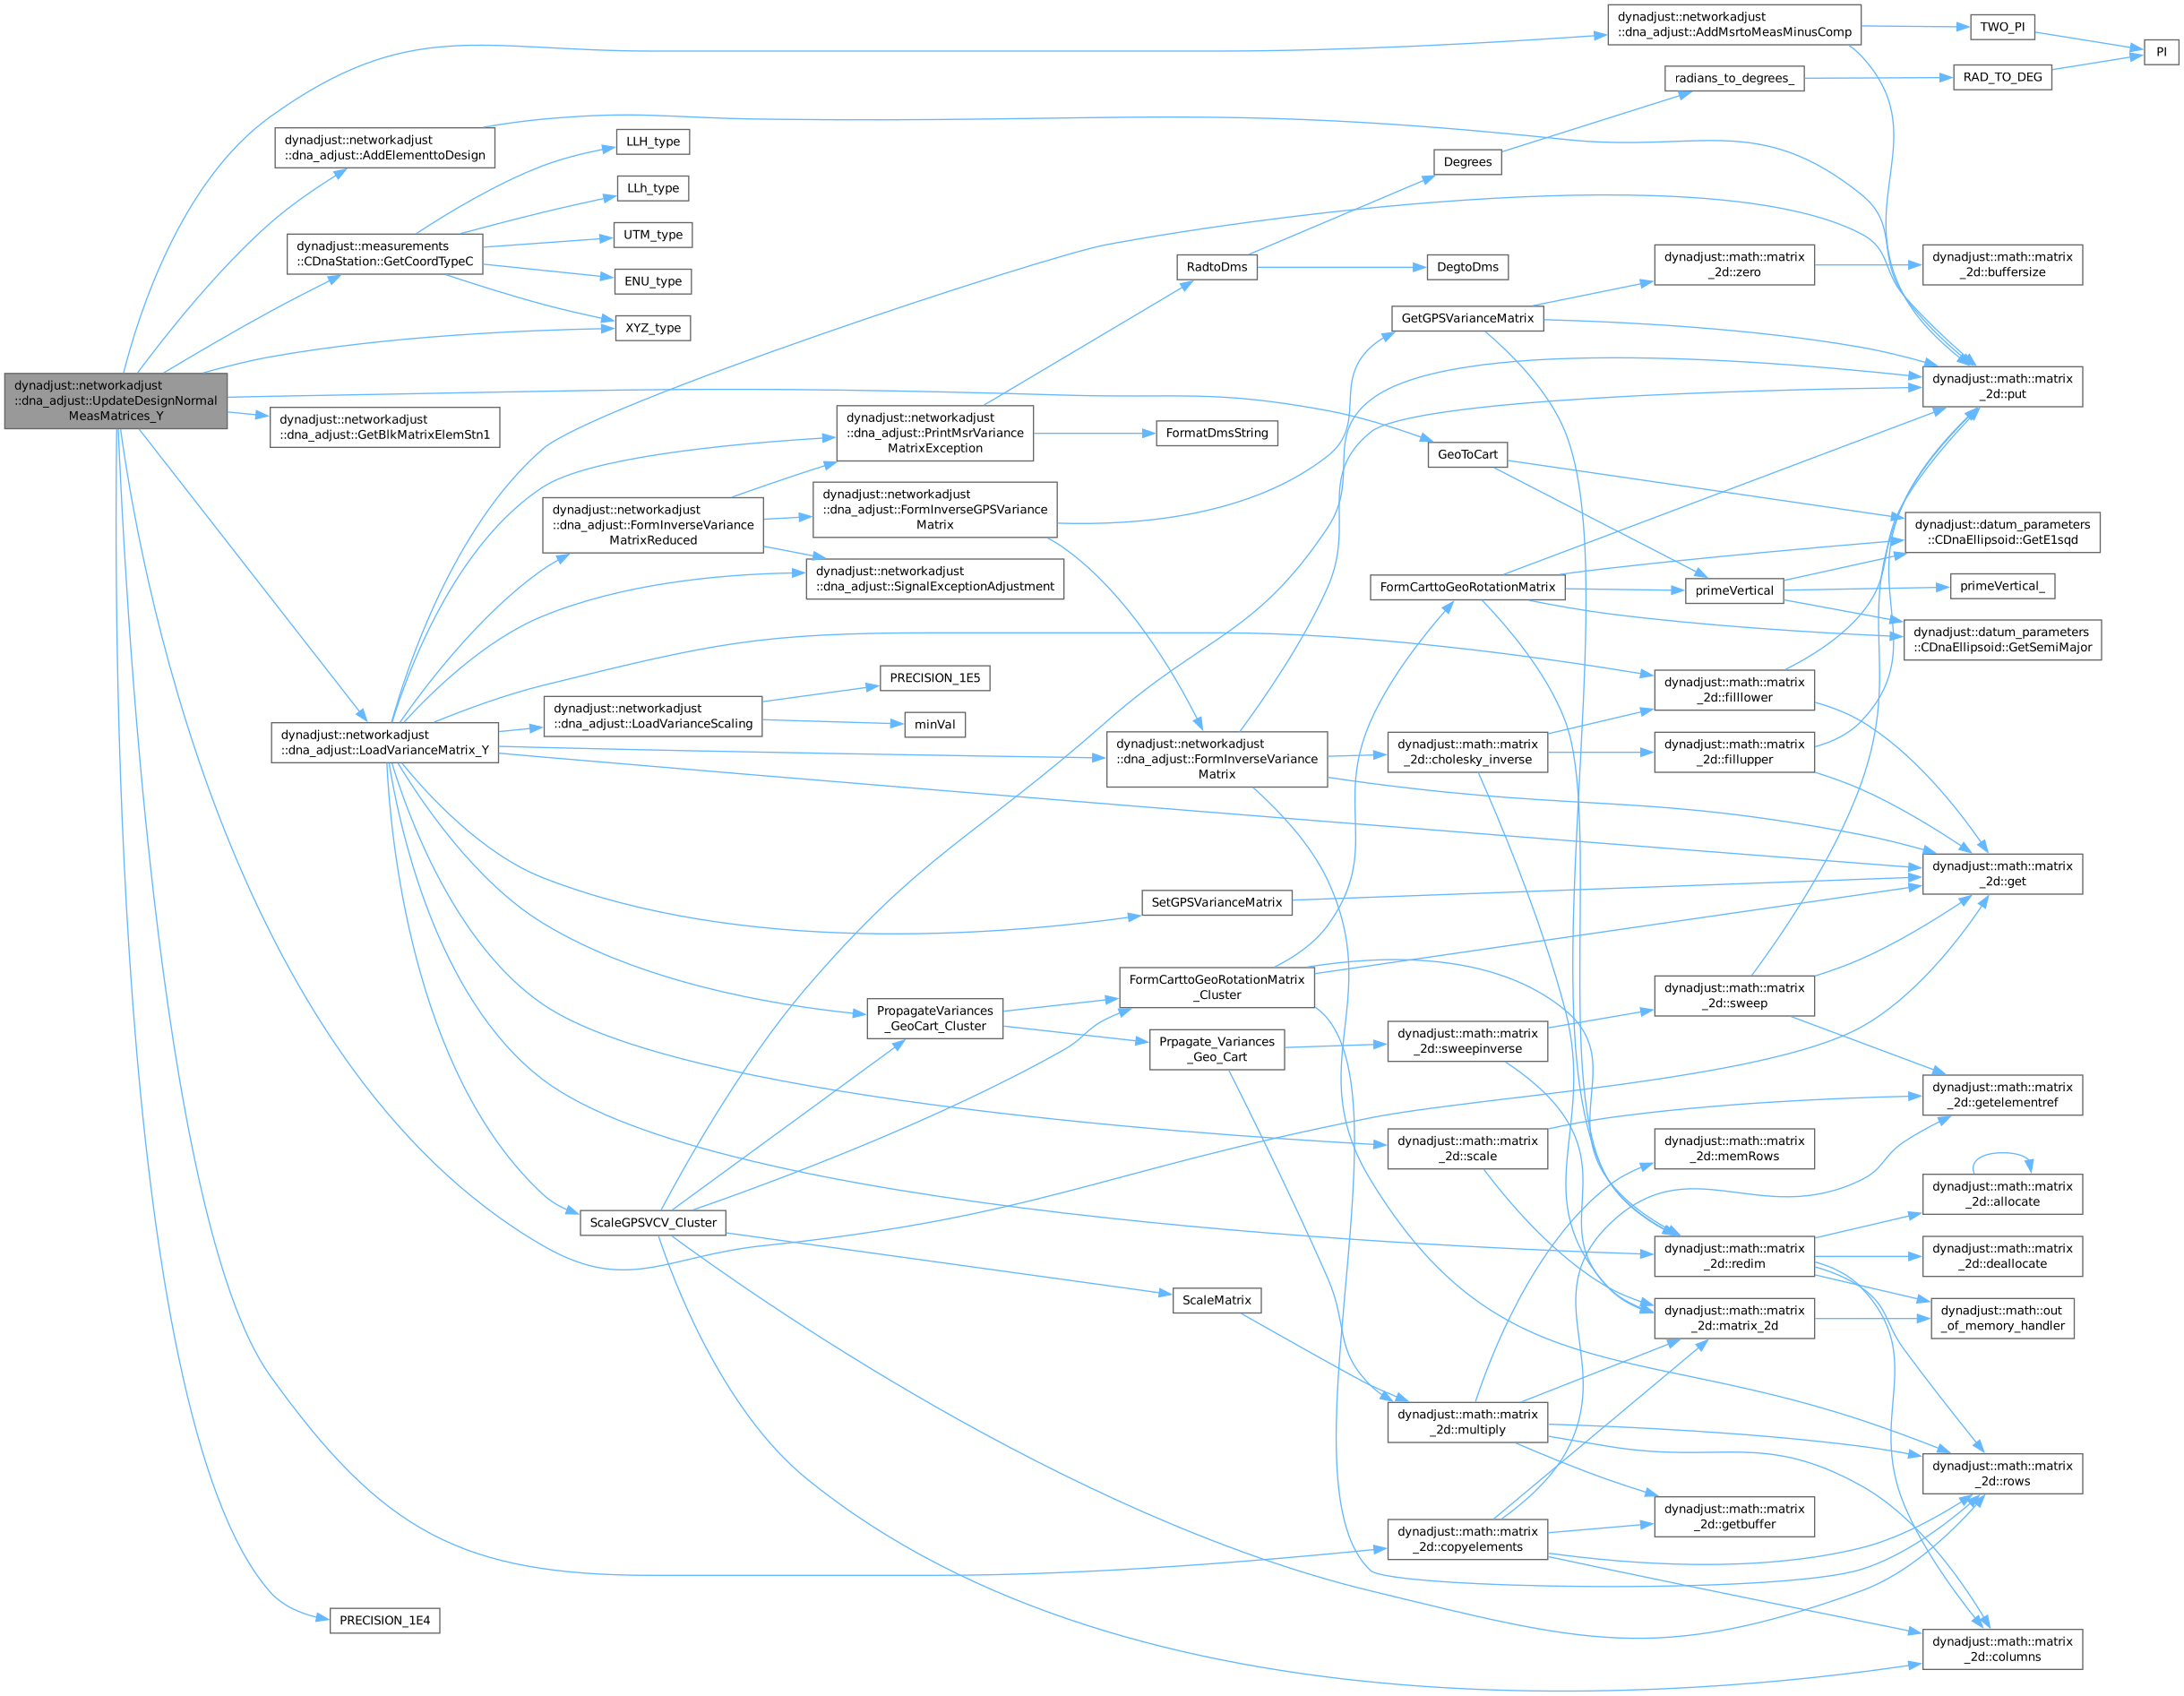 dynadjust::networkadjust
::dna_adjust::UpdateDesignNormal
MeasMatrices_Y
dynadjust::networkadjust
::dna_adjust::AddElementtoDesign
dynadjust::measurements
::CDnaStation::GetCoordTypeC
dynadjust::networkadjust
::dna_adjust::GetBlkMatrixElemStn1
dynadjust::networkadjust
::dna_adjust::LoadVarianceMatrix_Y
PRECISION_1E4
LLH_type
LLh_type
UTM_type
ENU_type
XYZ_type
dynadjust::networkadjust
::dna_adjust::FormInverseVariance
MatrixReduced
dynadjust::networkadjust
::dna_adjust::LoadVarianceScaling
ScaleGPSVCV_Cluster
dynadjust::networkadjust
::dna_adjust::PrintMsrVariance
MatrixException
dynadjust::networkadjust
::dna_adjust::FormInverseGPSVariance
Matrix
dynadjust::networkadjust
::dna_adjust::SignalExceptionAdjustment
PRECISION_1E5
minVal
PropagateVariances
_GeoCart_Cluster
RadtoDms
FormatDmsString
dynadjust::networkadjust
::dna_adjust::FormInverseVariance
Matrix
SetGPSVarianceMatrix
FormCarttoGeoRotationMatrix
_Cluster
Prpagate_Variances
_Geo_Cart
ScaleMatrix
Degrees
DegtoDms
GetGPSVarianceMatrix
GeoToCart
FormCarttoGeoRotationMatrix
dynadjust::math::matrix
_2d::cholesky_inverse
dynadjust::math::matrix
_2d::sweepinverse
dynadjust::math::matrix
_2d::scale
dynadjust::math::matrix
_2d::multiply
dynadjust::math::matrix
_2d::copyelements
dynadjust::networkadjust
::dna_adjust::AddMsrtoMeasMinusComp
radians_to_degrees_
dynadjust::math::matrix
_2d::zero
primeVertical
dynadjust::math::matrix
_2d::filllower
dynadjust::math::matrix
_2d::fillupper
dynadjust::math::matrix
_2d::sweep
dynadjust::math::matrix
_2d::memRows
dynadjust::math::matrix
_2d::redim
dynadjust::math::matrix
_2d::matrix_2d
dynadjust::math::matrix
_2d::getbuffer
TWO_PI
RAD_TO_DEG
PI
dynadjust::math::matrix
_2d::buffersize
dynadjust::math::matrix
_2d::put
dynadjust::datum_parameters
::CDnaEllipsoid::GetE1sqd
primeVertical_
dynadjust::datum_parameters
::CDnaEllipsoid::GetSemiMajor
dynadjust::math::matrix
_2d::get
dynadjust::math::matrix
_2d::getelementref
dynadjust::math::matrix
_2d::allocate
dynadjust::math::matrix
_2d::deallocate
dynadjust::math::out
_of_memory_handler
dynadjust::math::matrix
_2d::rows
dynadjust::math::matrix
_2d::columns